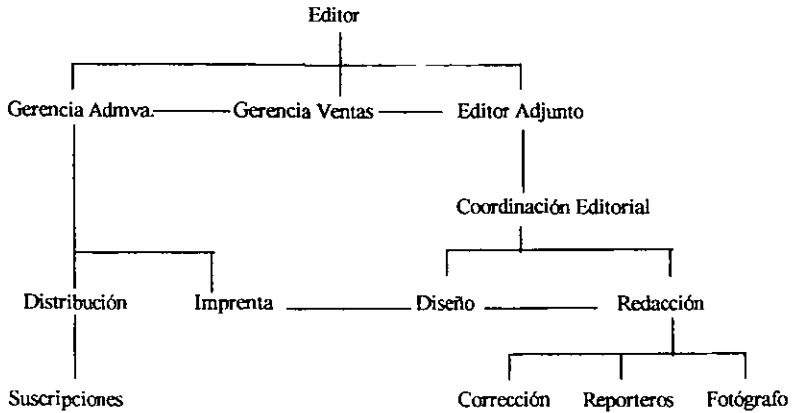 Editor
Gerencia Admva. Gerencia Ventas Editor Adjunto
Coordinación Editorial
Distribución Imprenta Diseño Redacción
Suscripciones Corrección Reporteros Fotógrafo